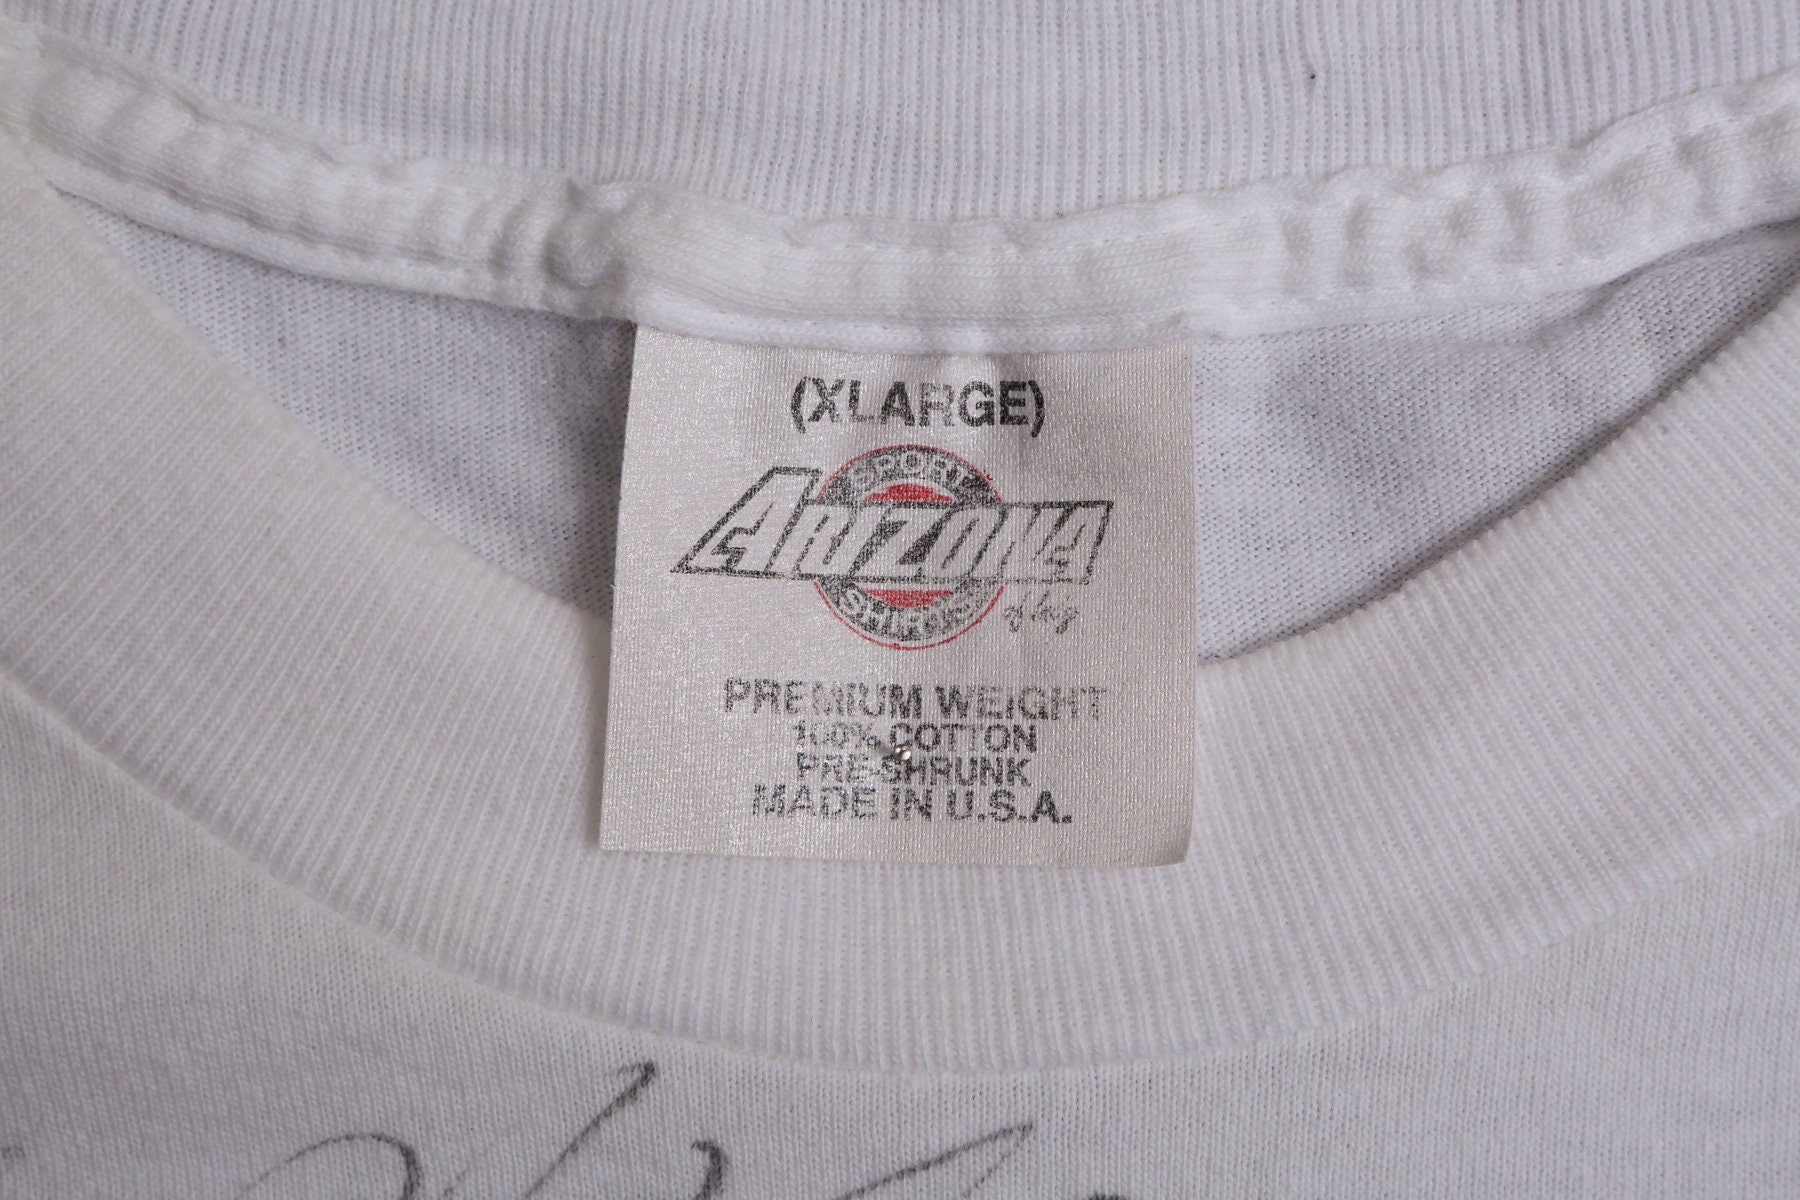 (XLARGE)
SPORT
ARIZONA
SHIRTS
PREMIUM WEIGHT
100% COTTON
PRE-SHRUNK
MADE IN U.S.A.